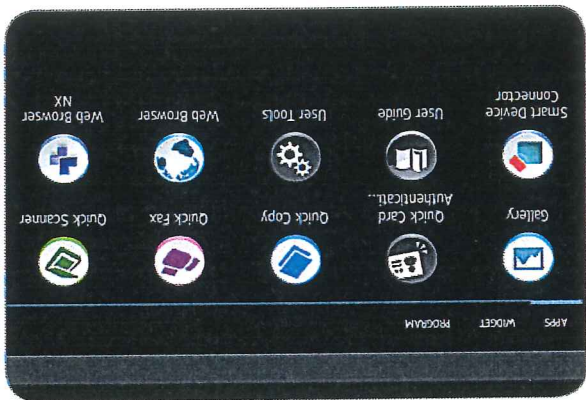 APPS WIDGET PROGRAM
Gallery
Quick Card
Authenticati...
Quick Copy
Quick Fax
Quick Scanner
Smart Device
Connector
User Guide
User Tools
Web Browser
Web Browser
NX